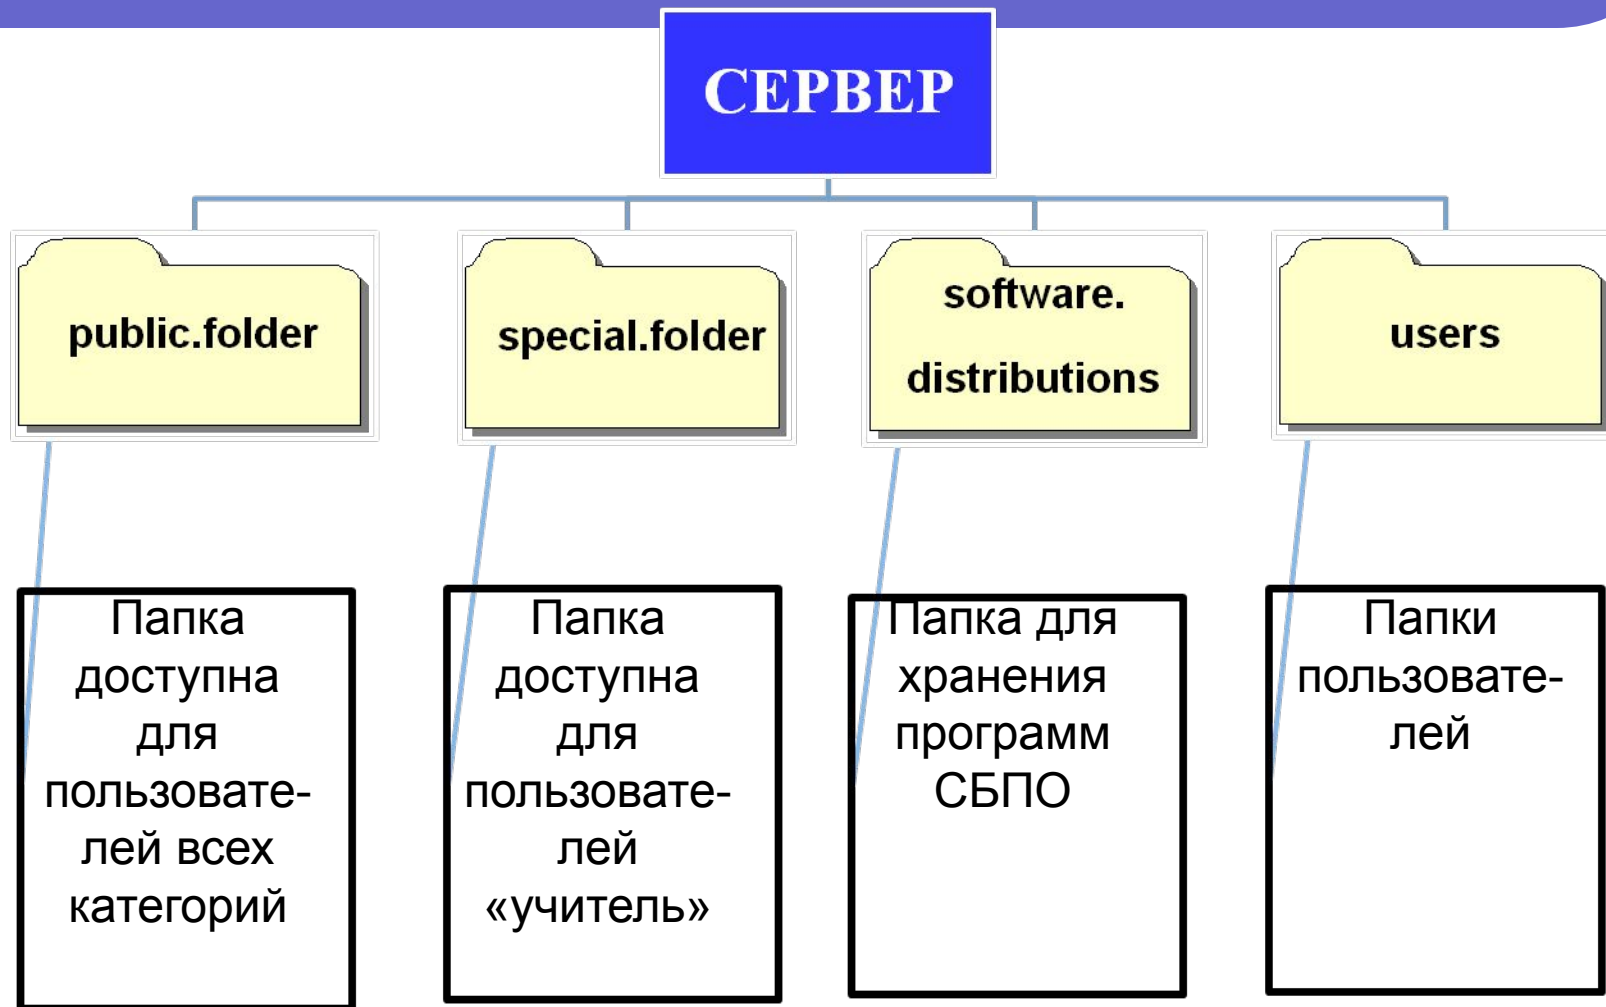 СЕРВЕР
public.folder
special.folder
software.
distributions
users
Папка
доступна
для
пользовате-
лей всех
категорий
Папка
доступна
для
пользовате-
лей
«учитель»
Папка для
хранения
программ
СБПО
Папки
пользовате-
лей